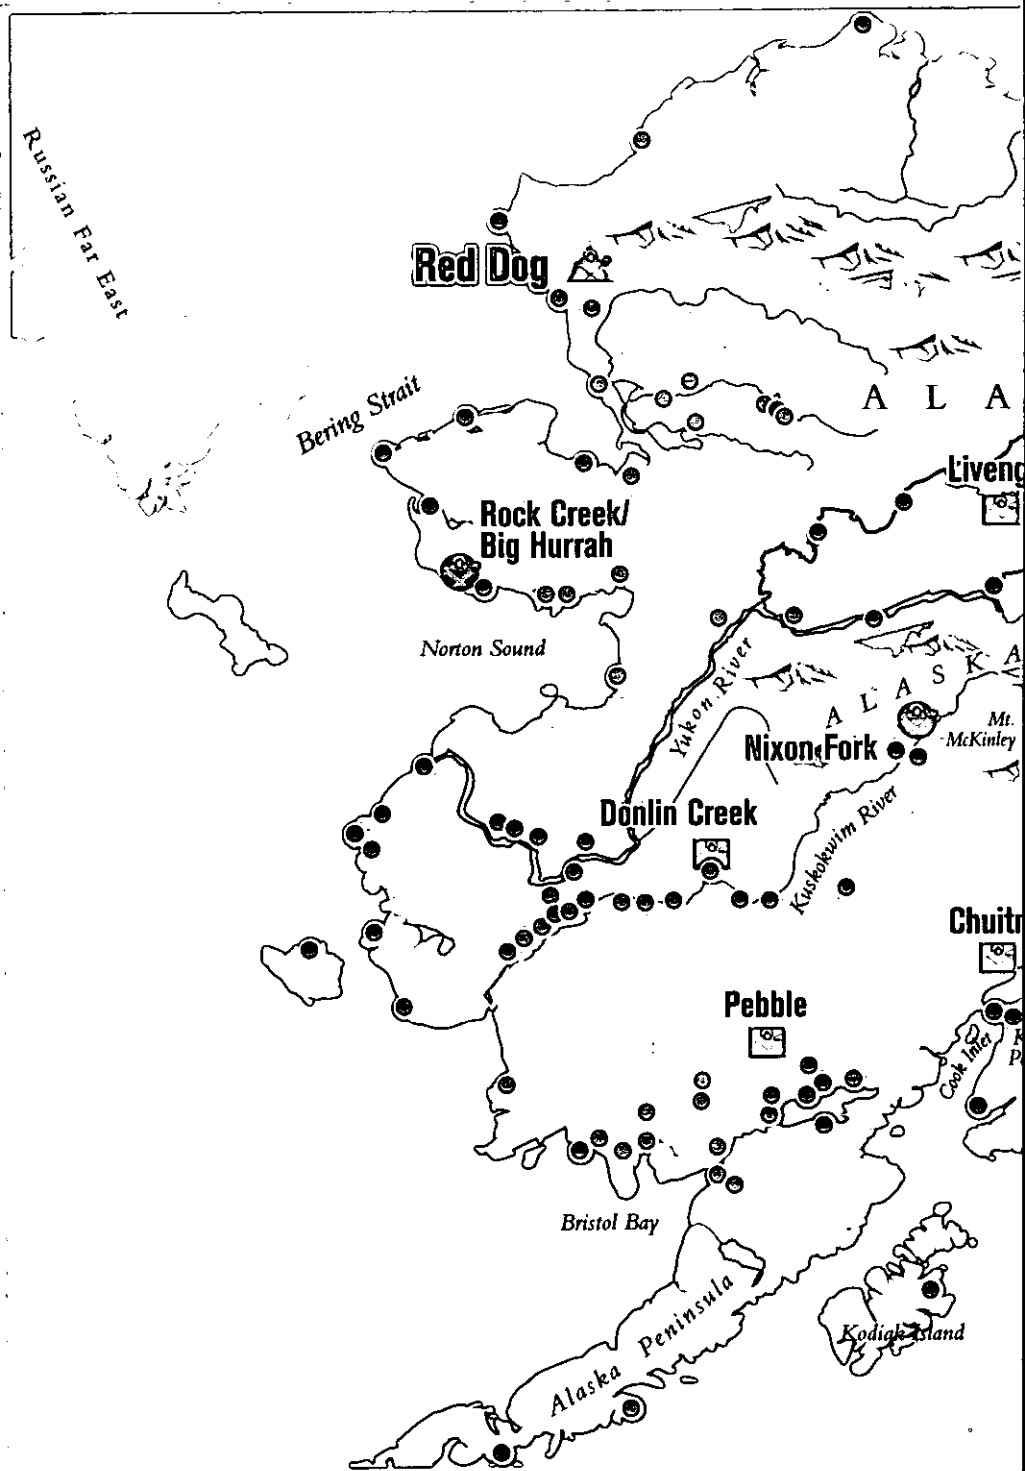 Russian Far East
Red Dog
Bering Strait
A L A
Liveng
Rock Creek/
Big Hurrah
Norton Sound
Yukon River
A L A S K A
Mt.
McKinley
Nixon Fork
Donlin Creek
Kuskokwim River
Chuitn
Pebble
Cook Inlet
K
P
Bristol Bay
Alaska Peninsula
Kodiak Island